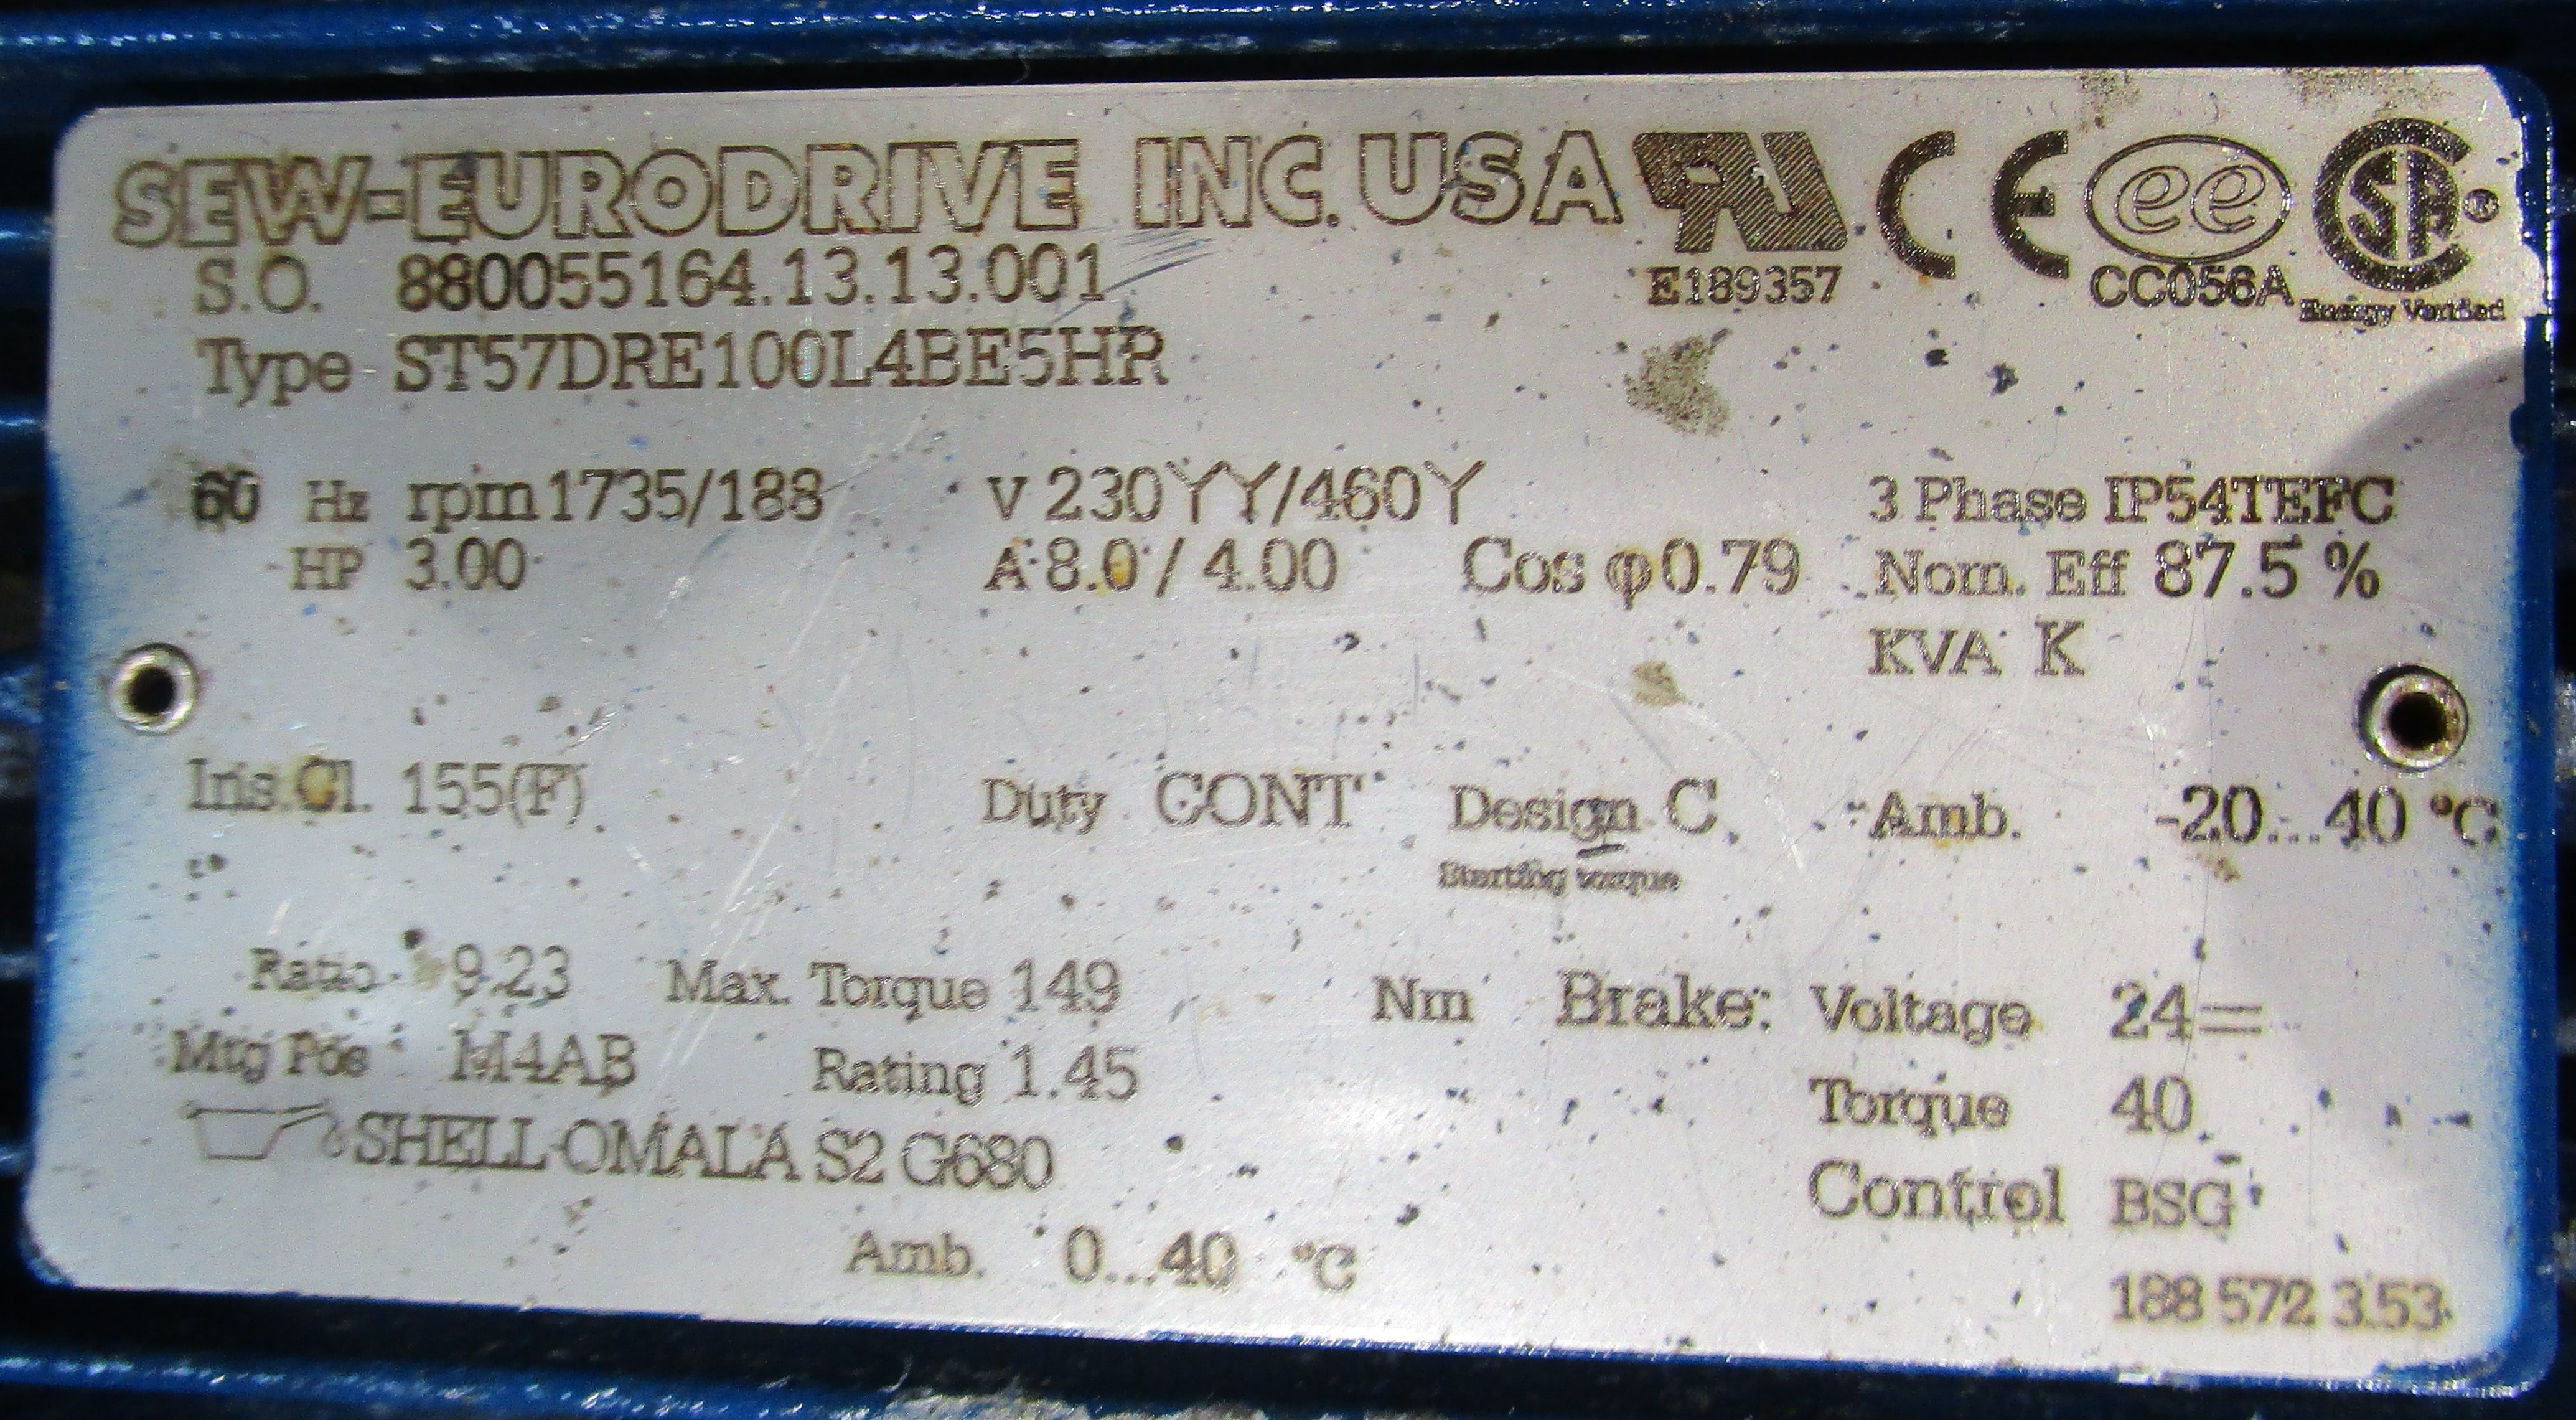 SEW-EURODRIVE INC. USA
E189357 CE ee CC056A CSA ® Energy Verified
S.O. 880055164.13.13.001
Type ST57DRE100L4BE5HR
60 Hz rpm 1735/188 V 230YY/460Y 3 Phase IP54TEFC
HP 3.00 A 8.0 / 4.00 Cos φ 0.79 Nom. Eff 87.5 %
KVA K
Ins.Cl. 155(F) Duty CONT Design C Amb. -20...40 °C
Starting torque
Ratio 9.23 Max. Torque 149 Nm Brake: Voltage 24=
Mtg Pos M4AB Rating 1.45 Torque 40
SHELL OMALA S2 G680 Control BSG
Amb. 0...40 °C
188 572 3.53